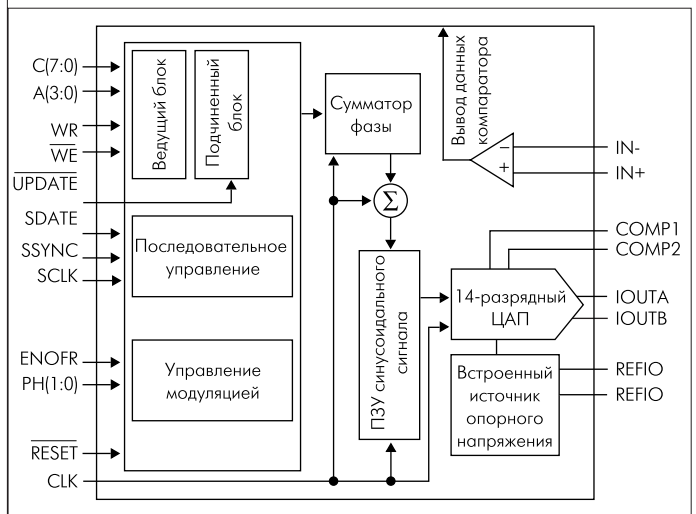 C(7:0)
A(3:0)
WR
WE
UPDATE
SDATE
SSYNC
SCLK
ENOFR
PH(1:0)
RESET
CLK
Ведущий блок
Подчиненный
блок
Последовательное
управление
Управление
модуляцией
Сумматор
фазы
Σ
ПЗУ синусоидального
сигнала
Вывод данных
компаратора
−
+
14-разрядный
ЦАП
Встроенный
источник
опорного
напряжения
IN-
IN+
COMP1
COMP2
IOUTA
IOUTB
REFIO
REFIO